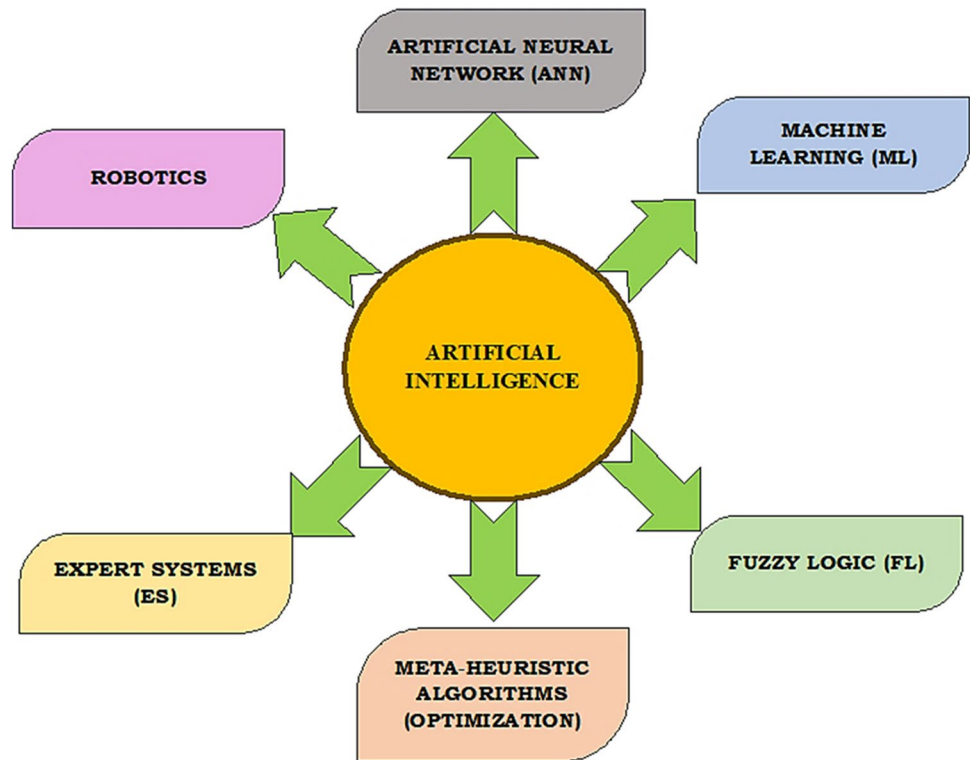 ARTIFICIAL NEURAL
NETWORK (ANN)
MACHINE
LEARNING (ML)
ROBOTICS
ARTIFICIAL
INTELLIGENCE
EXPERT SYSTEMS
(ES)
FUZZY LOGIC (FL)
META-HEURISTIC
ALGORITHMS
(OPTIMIZATION)